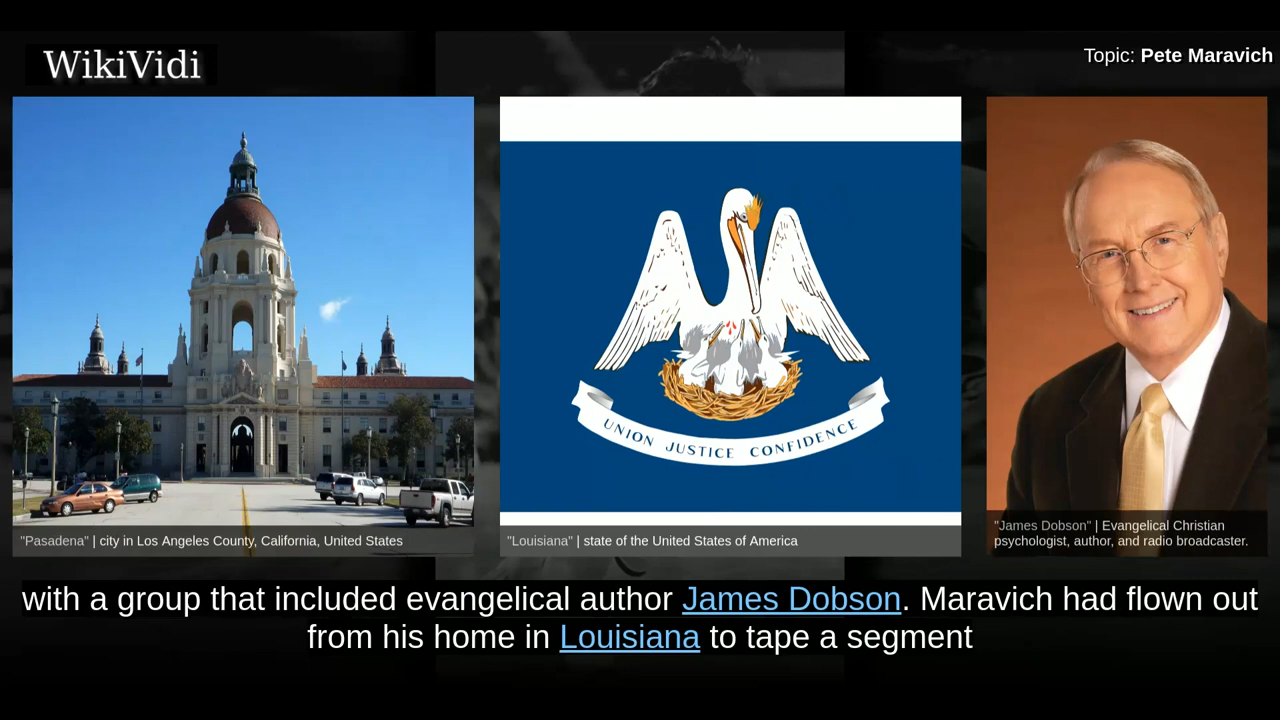 WikiVidi
Topic: Pete Maravich
UNION JUSTICE CONFIDENCE
"Pasadena" | city in Los Angeles County, California, United States
"Louisiana" | state of the United States of America
"James Dobson" | Evangelical Christian
psychologist, author, and radio broadcaster.
with a group that included evangelical author James Dobson. Maravich had flown out
from his home in Louisiana to tape a segment